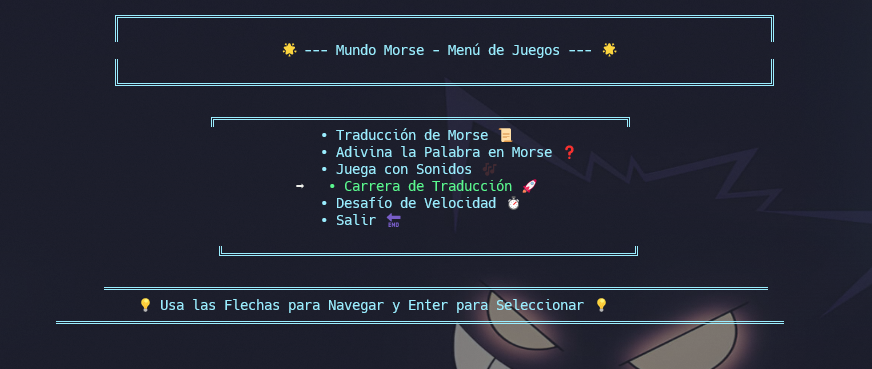 🌟 --- Mundo Morse - Menú de Juegos --- 🌟
• Traducción de Morse 📜
• Adivina la Palabra en Morse ❓
• Juega con Sonidos 🎶
➡ • Carrera de Traducción 🚀
• Desafío de Velocidad ⏱️
• Salir 🔚
💡 Usa las Flechas para Navegar y Enter para Seleccionar 💡